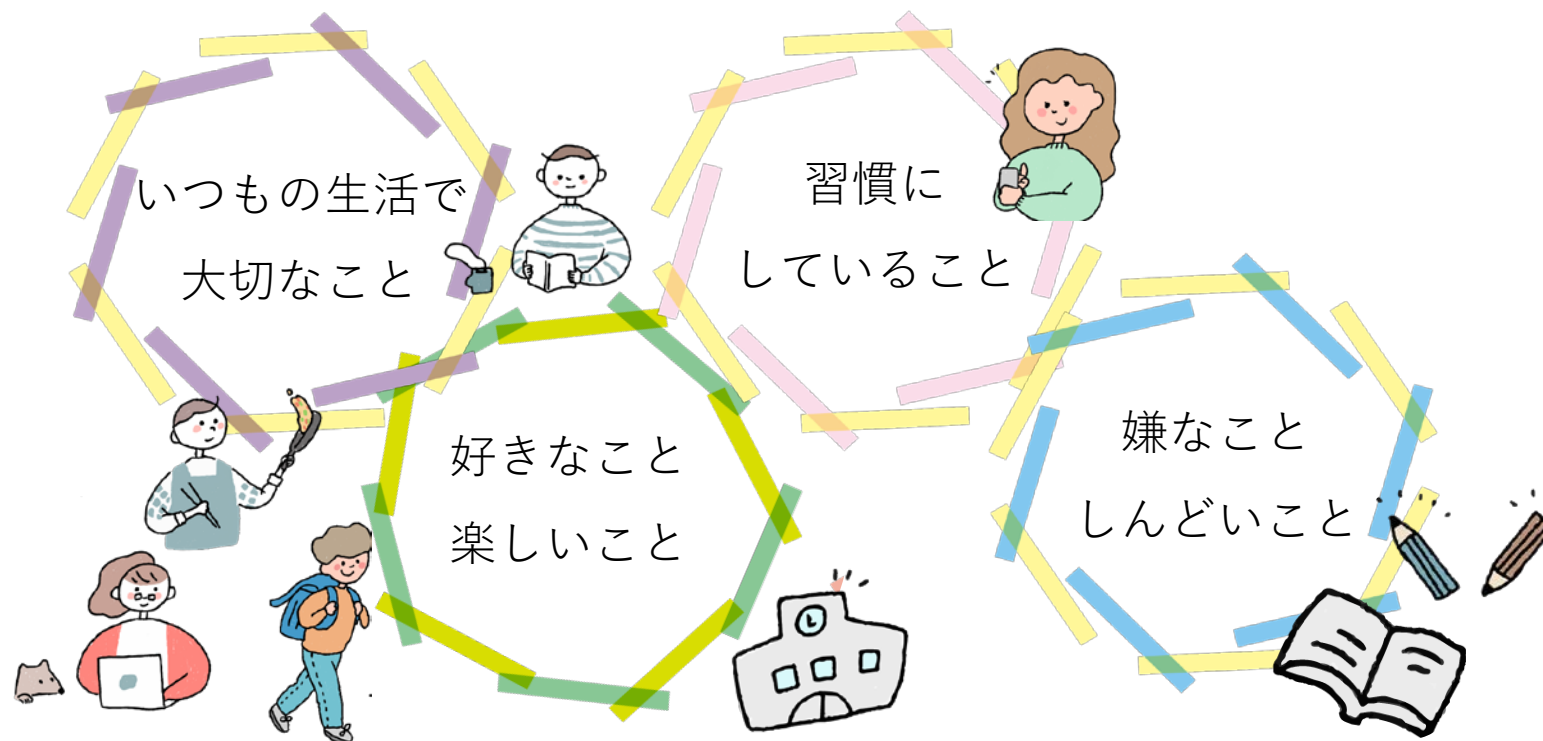 いつもの生活で
大切なこと
習慣に
していること
好きなこと
楽しいこと
嫌なこと
しんどいこと